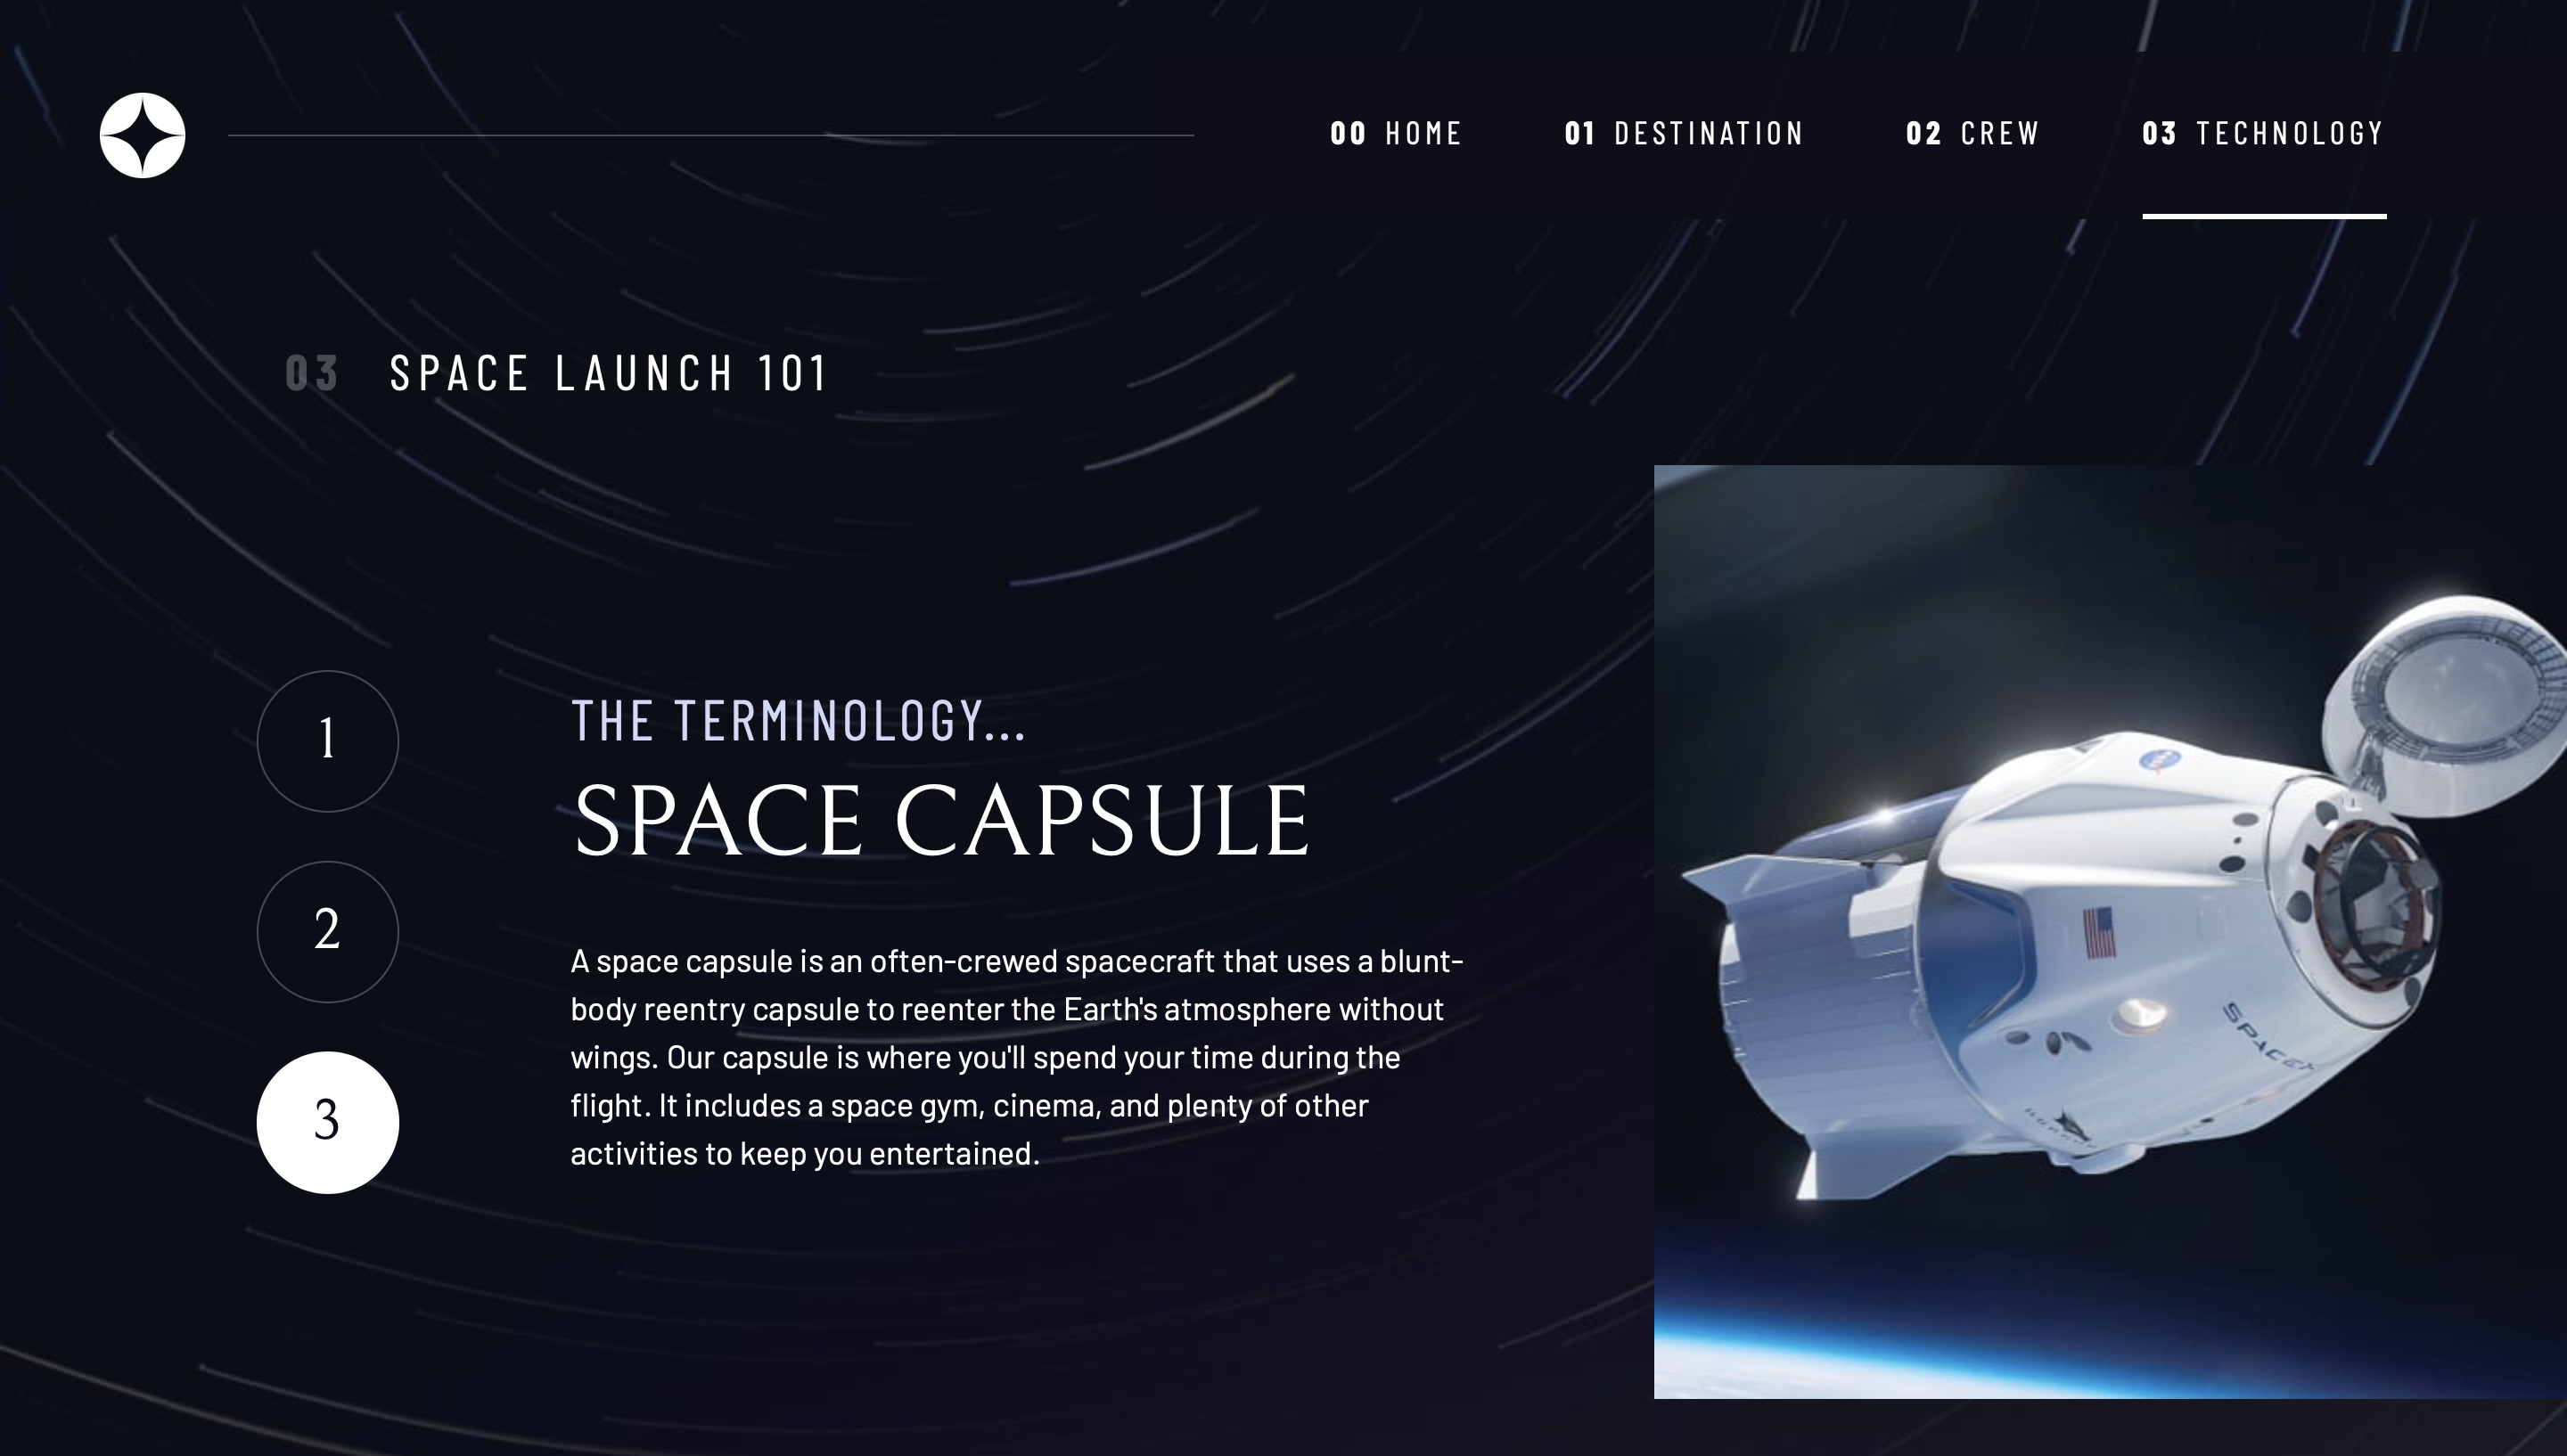 00 HOME
01 DESTINATION
02 CREW
03 TECHNOLOGY
03 SPACE LAUNCH 101
1
2
3
THE TERMINOLOGY...
SPACE CAPSULE
A space capsule is an often-crewed spacecraft that uses a blunt-
body reentry capsule to reenter the Earth's atmosphere without
wings. Our capsule is where you'll spend your time during the
flight. It includes a space gym, cinema, and plenty of other
activities to keep you entertained.
SPACEX